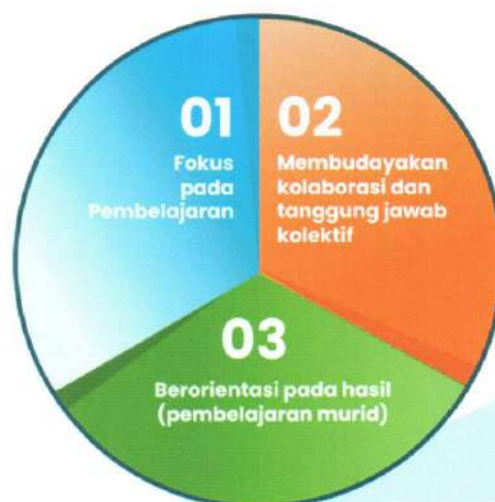 01
Fokus
pada
Pembelajaran
02
Membudayakan
kolaborasi dan
tanggung jawab
kolektif
03
Berorientasi pada hasil
(pembelajaran murid)